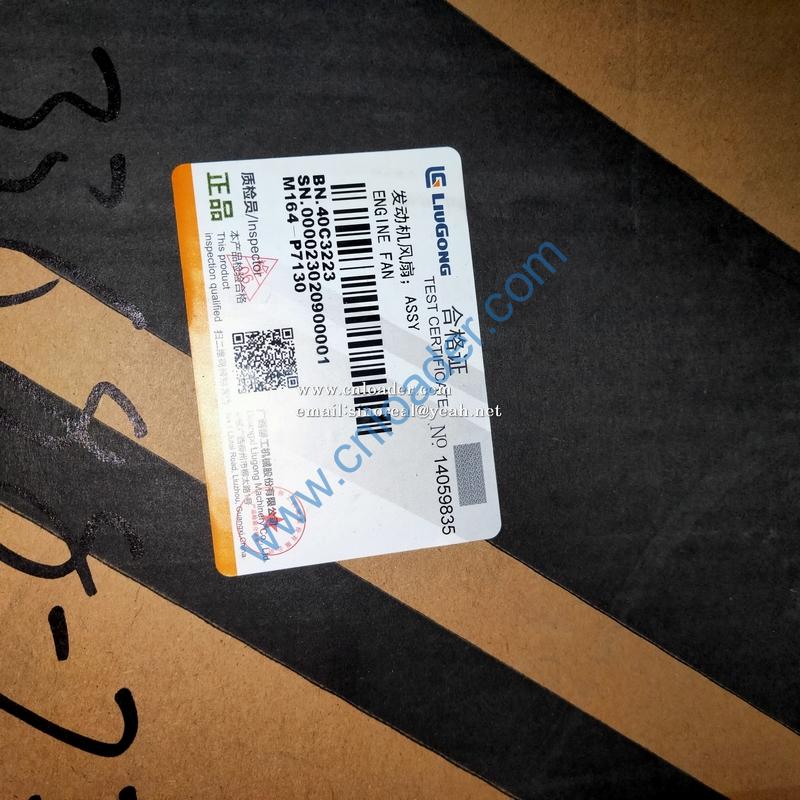 LIUGONG
合格证
TEST CERTIFICATE
No 14059835
发动机风扇；ASSY
ENGINE FAN
BN.40C3223
SN.0000230209000001
M164 P7130
质检员/Inspector
正品
本产品检验合格
This product
inspection qualified
广西柳工机械股份有限公司
Guangxi Liugong Machinery Co., Ltd.
www.cnloader.com
www.cnloader.com
email:sinoreal@yeah.net